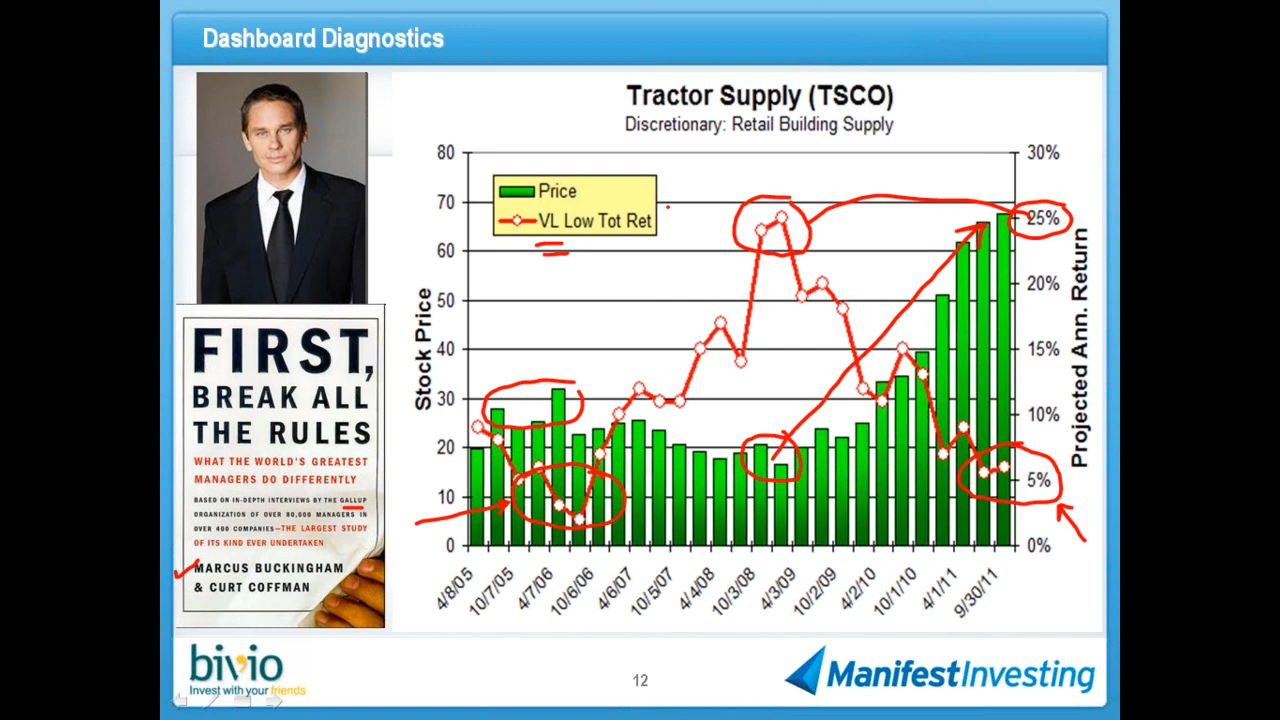 Dashboard Diagnostics
FIRST,
BREAK ALL
THE RULES
WHAT THE WORLD'S GREATEST
MANAGERS DO DIFFERENTLY
BASED ON IN-DEPTH INTERVIEWS BY THE GALLUP
ORGANIZATION OF OVER 80,000 MANAGERS IN
OVER 400 COMPANIES—THE LARGEST STUDY
OF ITS KIND EVER UNDERTAKEN
MARCUS BUCKINGHAM
& CURT COFFMAN
Tractor Supply (TSCO)
Discretionary: Retail Building Supply
Price
VL Low Tot Ret
Stock Price
80
70
60
50
40
30
20
10
0
30%
25%
20%
15%
10%
5%
0%
Projected Ann. Return
4/8/05
10/7/05
4/7/06
10/6/06
4/6/07
10/5/07
4/4/08
10/3/08
4/3/09
10/2/09
4/2/10
10/1/10
4/1/11
9/30/11
bivio
Invest with your friends
12
ManifestInvesting